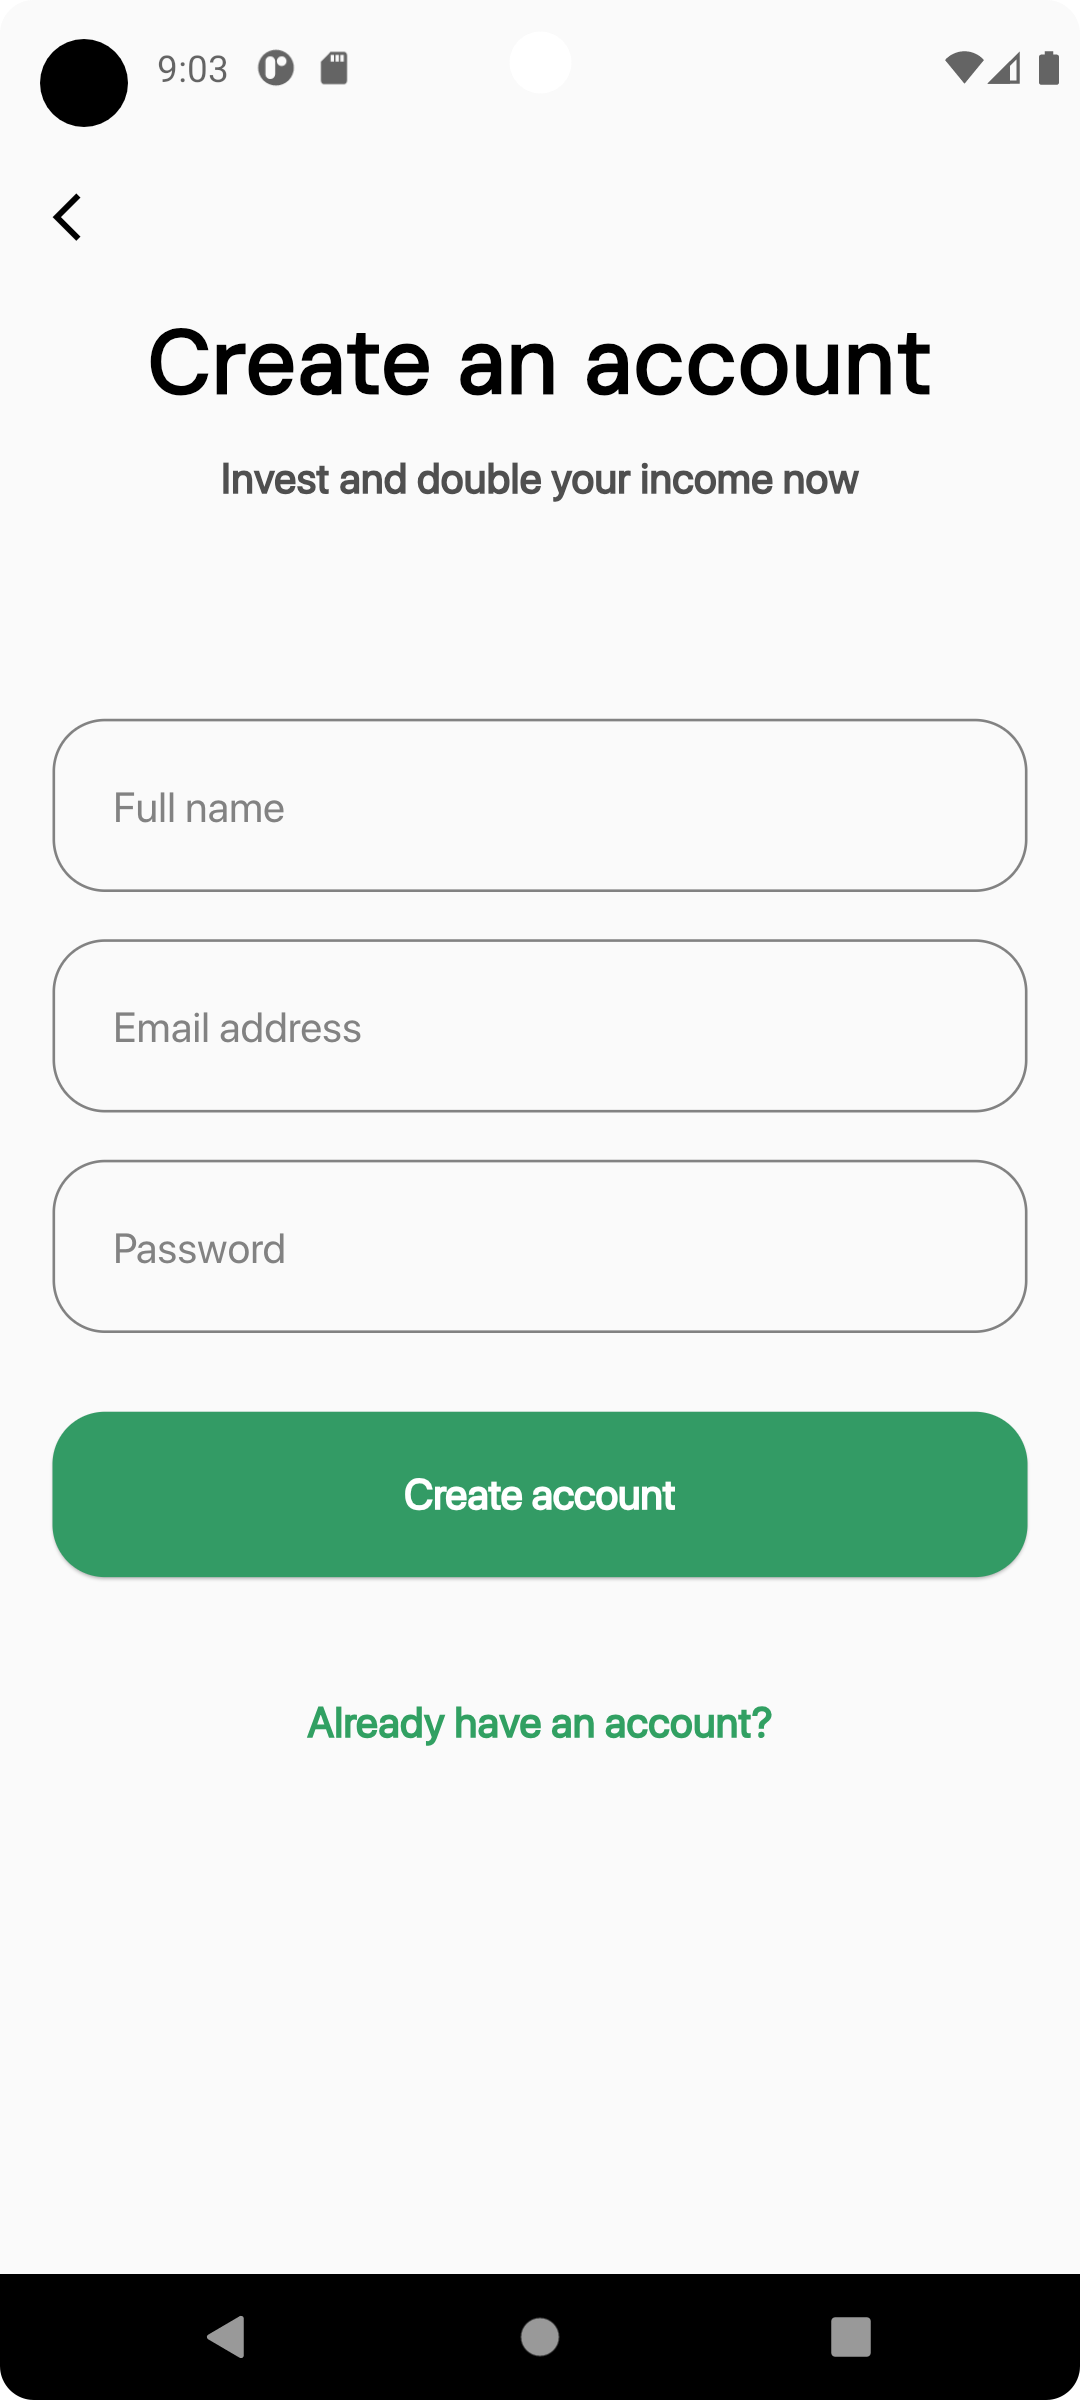 9:03
Create an account
Invest and double your income now
Full name
Email address
Password
Create account
Already have an account?